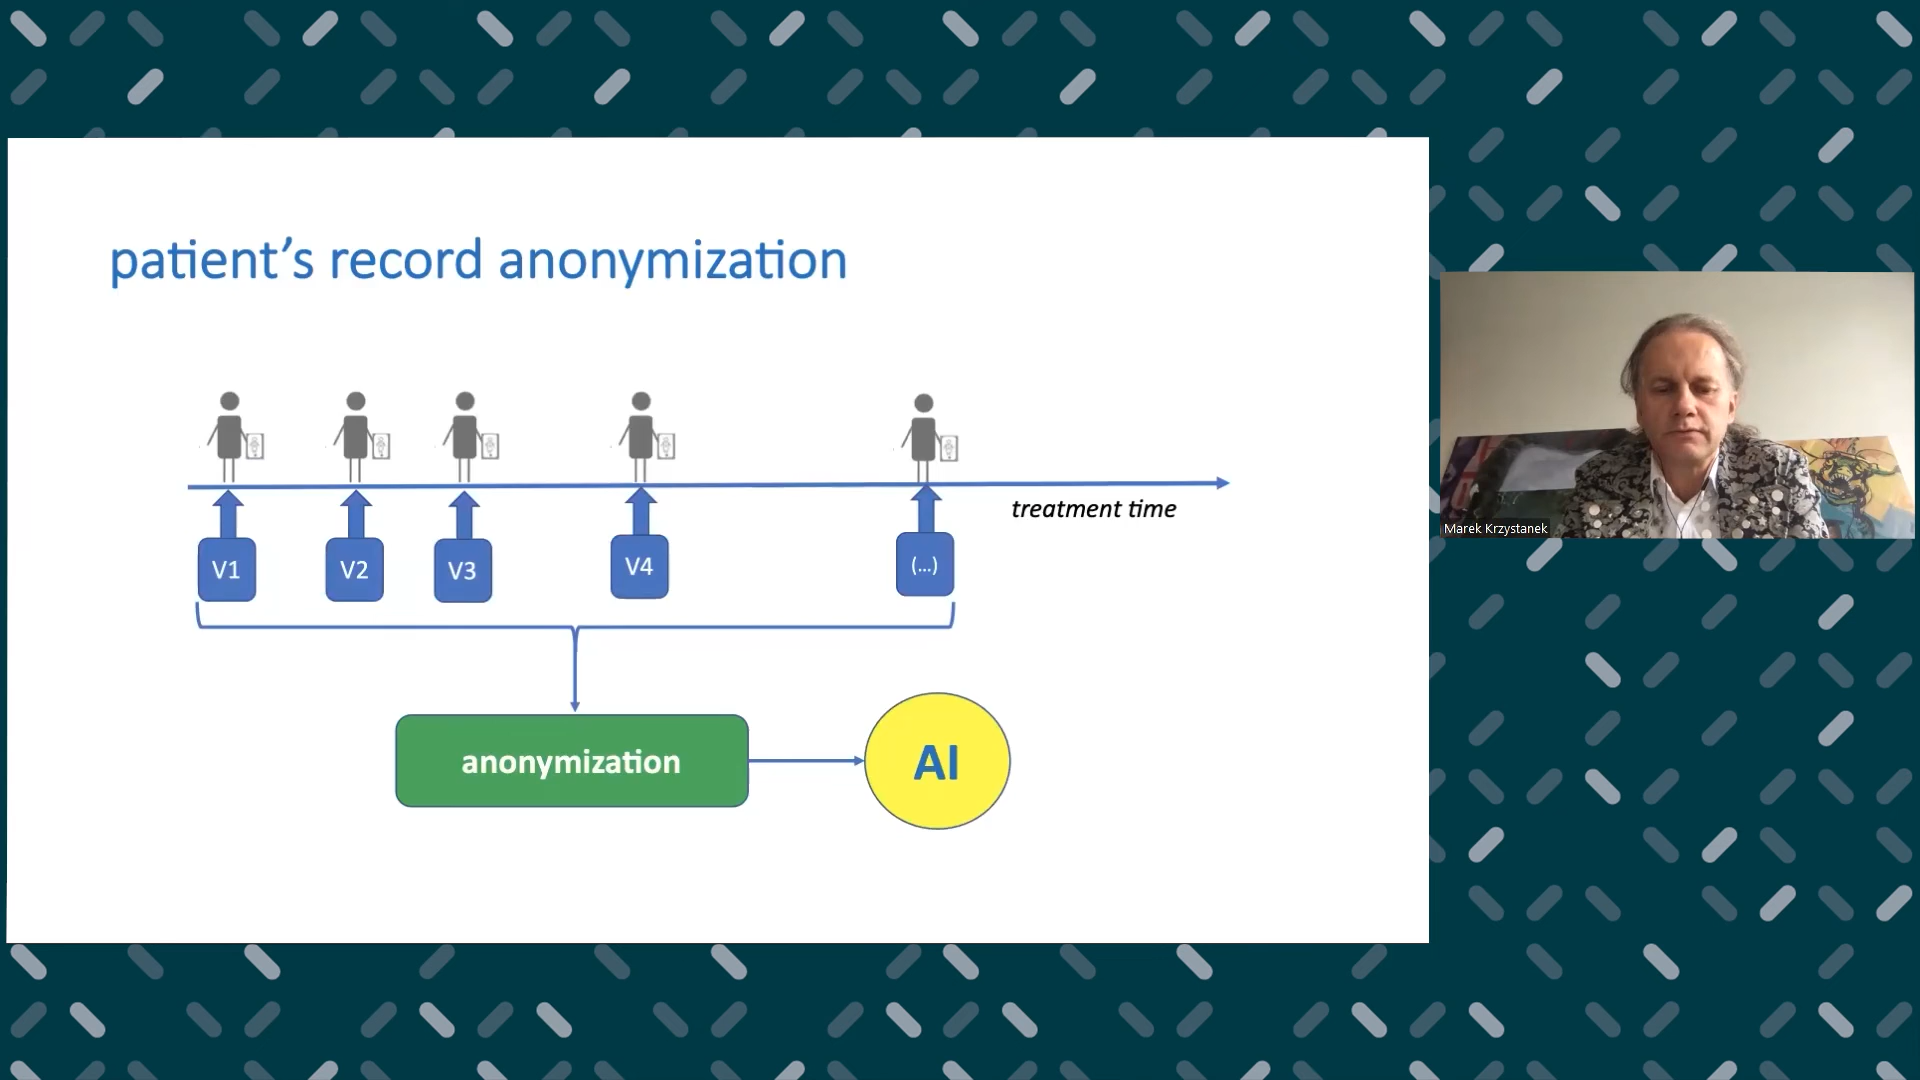 patient’s record anonymization
treatment time
V1
V2
V3
V4
(...)
anonymization
AI
Marek Krzystanek